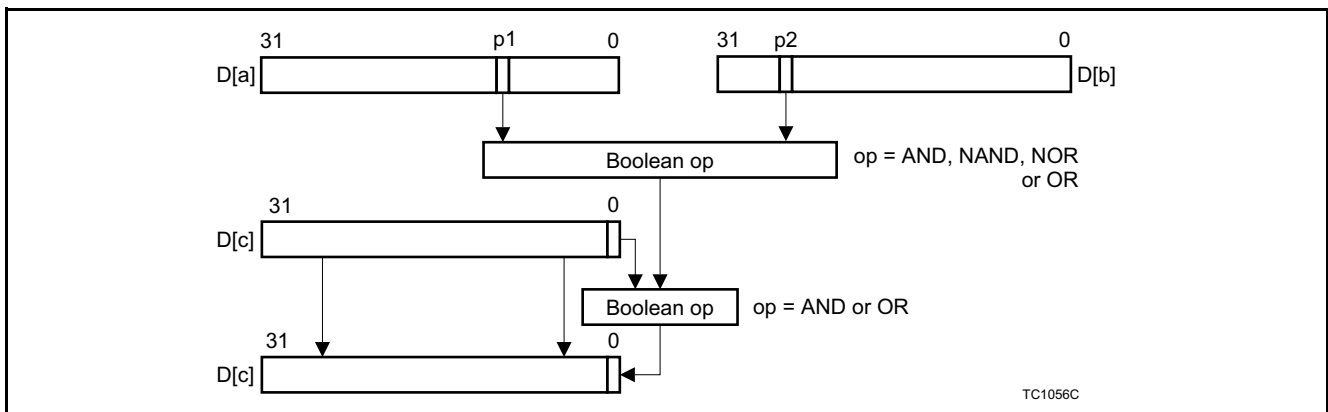 31 p1 0 31 p2 0
D[a] D[b]
Boolean op op = AND, NAND, NOR
or OR
31 0
D[c]
Boolean op op = AND or OR
31 0
D[c]
TC1056C